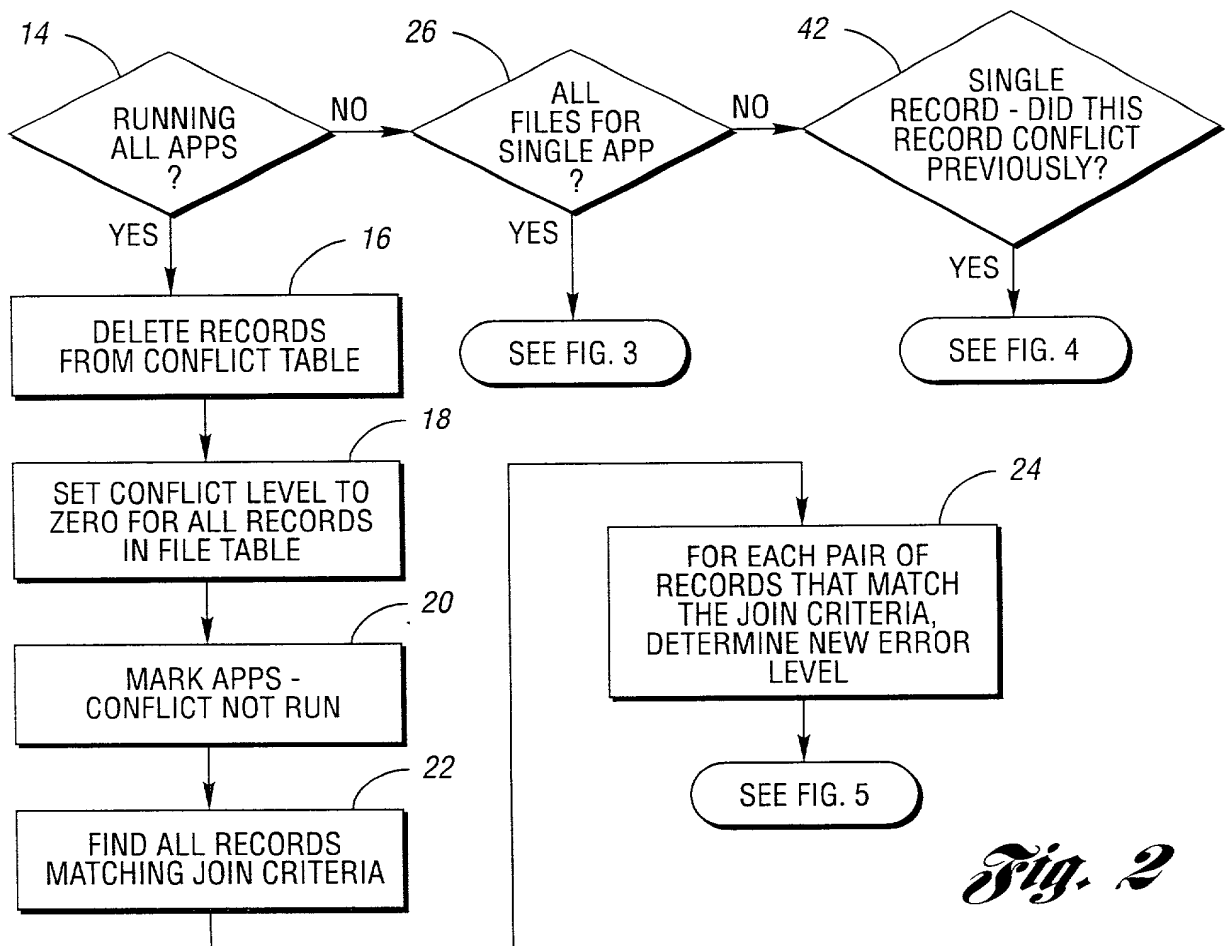 14
RUNNING
ALL APPS
?
NO
YES
26
ALL
FILES FOR
SINGLE APP
?
NO
YES
42
SINGLE
RECORD - DID THIS
RECORD CONFLICT
PREVIOUSLY?
YES
16
DELETE RECORDS
FROM CONFLICT TABLE
SEE FIG. 3
SEE FIG. 4
18
SET CONFLICT LEVEL TO
ZERO FOR ALL RECORDS
IN FILE TABLE
20
MARK APPS -
CONFLICT NOT RUN
22
FIND ALL RECORDS
MATCHING JOIN CRITERIA
24
FOR EACH PAIR OF
RECORDS THAT MATCH
THE JOIN CRITERIA,
DETERMINE NEW ERROR
LEVEL
SEE FIG. 5
Fig. 2